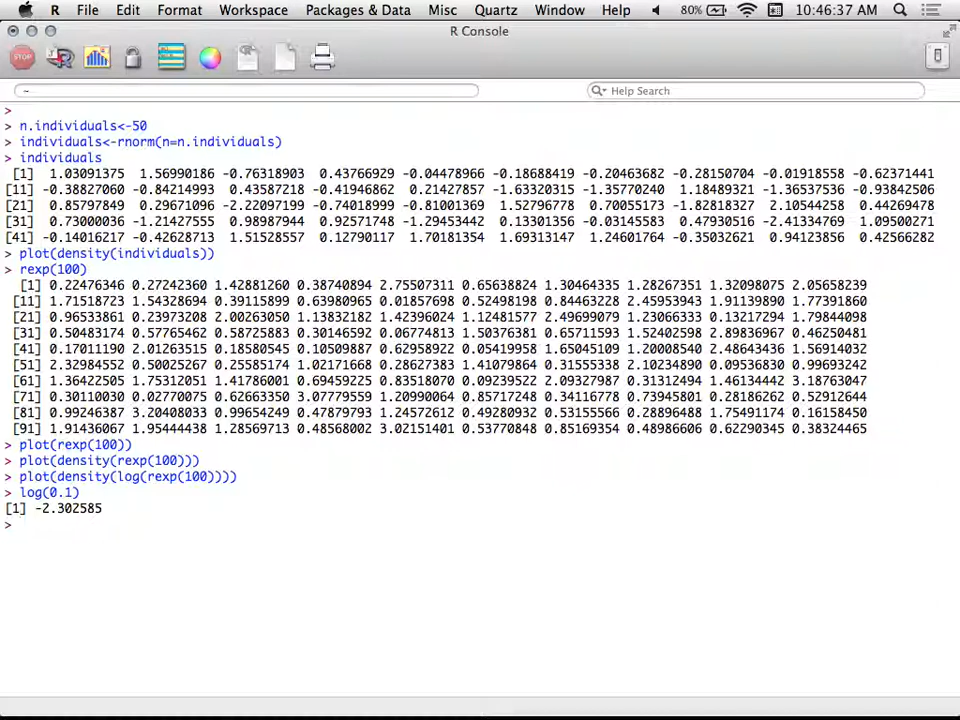 R File Edit Format Workspace Packages & Data Misc Quartz Window Help 80% 10:46:37 AM
R Console
STOP
~ Help Search
>
> n.individuals<-50
> individuals<-rnorm(n=n.individuals)
> individuals
[1] 1.03091375 1.56990186 -0.76318903 0.43766929 -0.04478966 -0.18688419 -0.20463682 -0.28150704 -0.01918558 -0.62371441
[11] -0.38827060 -0.84214993 0.43587218 -0.41946862 0.21427857 -1.63320315 -1.35770240 1.18489321 -1.36537536 -0.93842506
[21] 0.85797849 0.29671096 -2.22097199 -0.74018999 -0.81001369 1.52796778 0.70055173 -1.82818327 2.10544258 0.44269478
[31] 0.73000036 -1.21427555 0.98987944 0.92571748 -1.29453442 0.13301356 -0.03145583 0.47930516 -2.41334769 1.09500271
[41] -0.14016217 -0.42628713 1.51528557 0.12790117 1.70181354 1.69313147 1.24601764 -0.35032621 0.94123856 0.42566282
> plot(density(individuals))
> rexp(100)
[1] 0.22476346 0.27242360 1.42881260 0.38740894 2.75507311 0.65638824 1.30464335 1.28267351 1.32098075 2.05658239
[11] 1.71518723 1.54328694 0.39115899 0.63980965 0.01857698 0.52498198 0.84463228 2.45953943 1.91139890 1.77391860
[21] 0.96533861 0.23973208 2.00263050 1.13832182 1.42396024 1.12481577 2.49699079 1.23066333 0.13217294 1.79844098
[31] 0.50483174 0.57765462 0.58725883 0.30146592 0.06774813 1.50376381 0.65711593 1.52402598 2.89836967 0.46250481
[41] 0.17011190 2.01263515 0.18580545 0.10509887 0.62958922 0.05419958 1.65045109 1.20008540 2.48643436 1.56914032
[51] 2.32984552 0.50025267 0.25585174 1.02171668 0.28627383 1.41079864 0.31555338 2.10234890 0.09536830 0.99693242
[61] 1.36422505 1.75312051 1.41786001 0.69459225 0.83518070 0.09239522 2.09327987 0.31312494 1.46134442 3.18763047
[71] 0.30110030 0.02770075 0.62663350 3.07779559 1.20990064 0.85717248 0.34116778 0.73945801 0.28186262 0.52912644
[81] 0.99246387 3.20408033 0.99654249 0.47879793 1.24572612 0.49280932 0.53155566 0.28896488 1.75491174 0.16158450
[91] 1.91436067 1.95444438 1.28569713 0.48568002 3.02151401 0.53770848 0.85169354 0.48986606 0.62290345 0.38324465
> plot(rexp(100))
> plot(density(rexp(100)))
> plot(density(log(rexp(100))))
> log(0.1)
[1] -2.302585
>